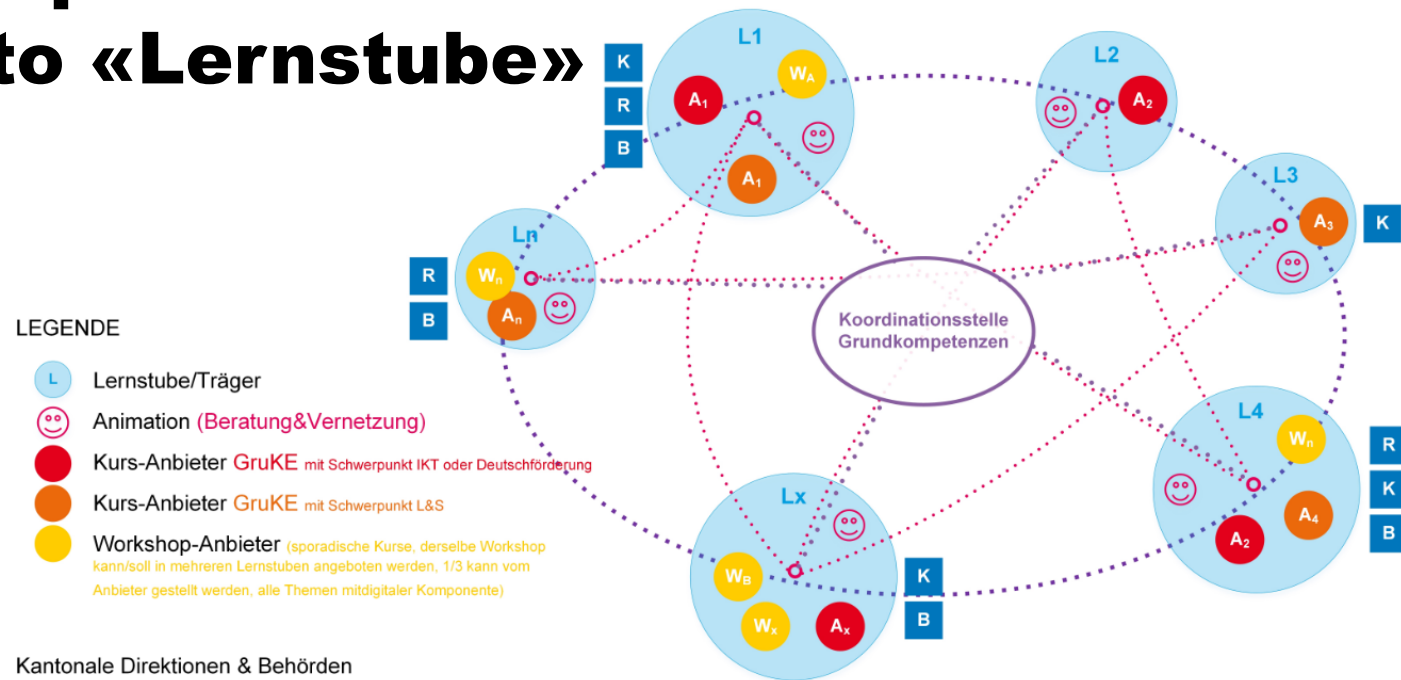 to «Lernstube»
K
R
B
L1
A₁
W_A
A₁
L2
A₂
L3
A₃
K
R
B
Ln
Wₙ
Aₙ
Koordinationsstelle
Grundkompetenzen
L4
Wₙ
A₄
A₂
R
K
B
Lx
W_B
Wₓ
Aₓ
K
B
LEGENDE
L Lernstube/Träger
Animation (Beratung&Vernetzung)
Kurs-Anbieter GruKE mit Schwerpunkt IKT oder Deutschförderung
Kurs-Anbieter GruKE mit Schwerpunkt L&S
Workshop-Anbieter (sporadische Kurse, derselbe Workshop
kann/soll in mehreren Lernstuben angeboten werden, 1/3 kann vom
Anbieter gestellt werden, alle Themen mitdigitaler Komponente)
Kantonale Direktionen & Behörden